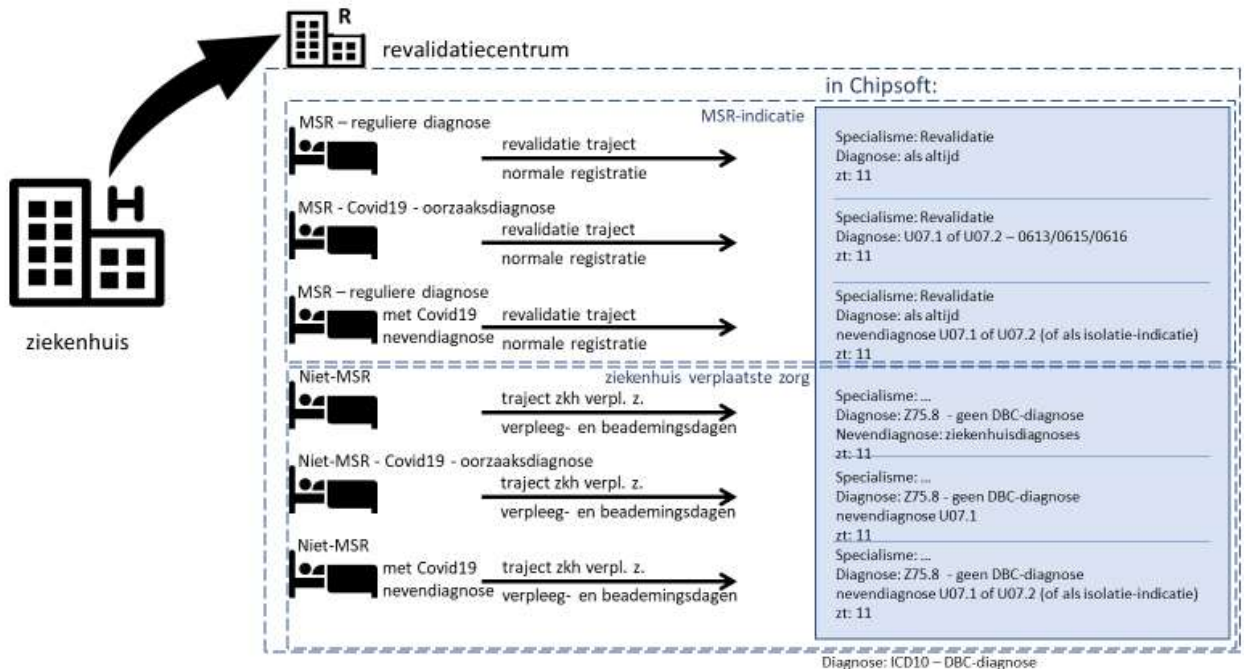 R
revalidatiecentrum
H
ziekenhuis
in Chipsoft:
MSR-indicatie
MSR – reguliere diagnose
revalidatie traject
normale registratie
Specialisme: Revalidatie
Diagnose: als altijd
zt: 11
MSR - Covid19 - oorzaaksdiagnose
revalidatie traject
normale registratie
Specialisme: Revalidatie
Diagnose: U07.1 of U07.2 – 0613/0615/0616
zt: 11
MSR – reguliere diagnose
met Covid19
nevendiagnose
revalidatie traject
normale registratie
Specialisme: Revalidatie
Diagnose: als altijd
nevendiagnose U07.1 of U07.2 (of als isolatie-indicatie)
zt: 11
ziekenhuis verplaatste zorg
Niet-MSR
traject zkh verpl. z.
verpleeg- en beademingsdagen
Specialisme: ...
Diagnose: Z75.8 - geen DBC-diagnose
Nevendiagnose: ziekenhuisdiagnoses
zt: 11
Niet-MSR - Covid19 - oorzaaksdiagnose
traject zkh verpl. z.
verpleeg- en beademingsdagen
Specialisme: ...
Diagnose: Z75.8 - geen DBC-diagnose
nevendiagnose U07.1
zt: 11
Niet-MSR
met Covid19
nevendiagnose
traject zkh verpl. z.
verpleeg- en beademingsdagen
Specialisme: ...
Diagnose: Z75.8 - geen DBC-diagnose
nevendiagnose U07.1 of U07.2 (of als isolatie-indicatie)
zt: 11
Diagnose: ICD10 – DBC-diagnose